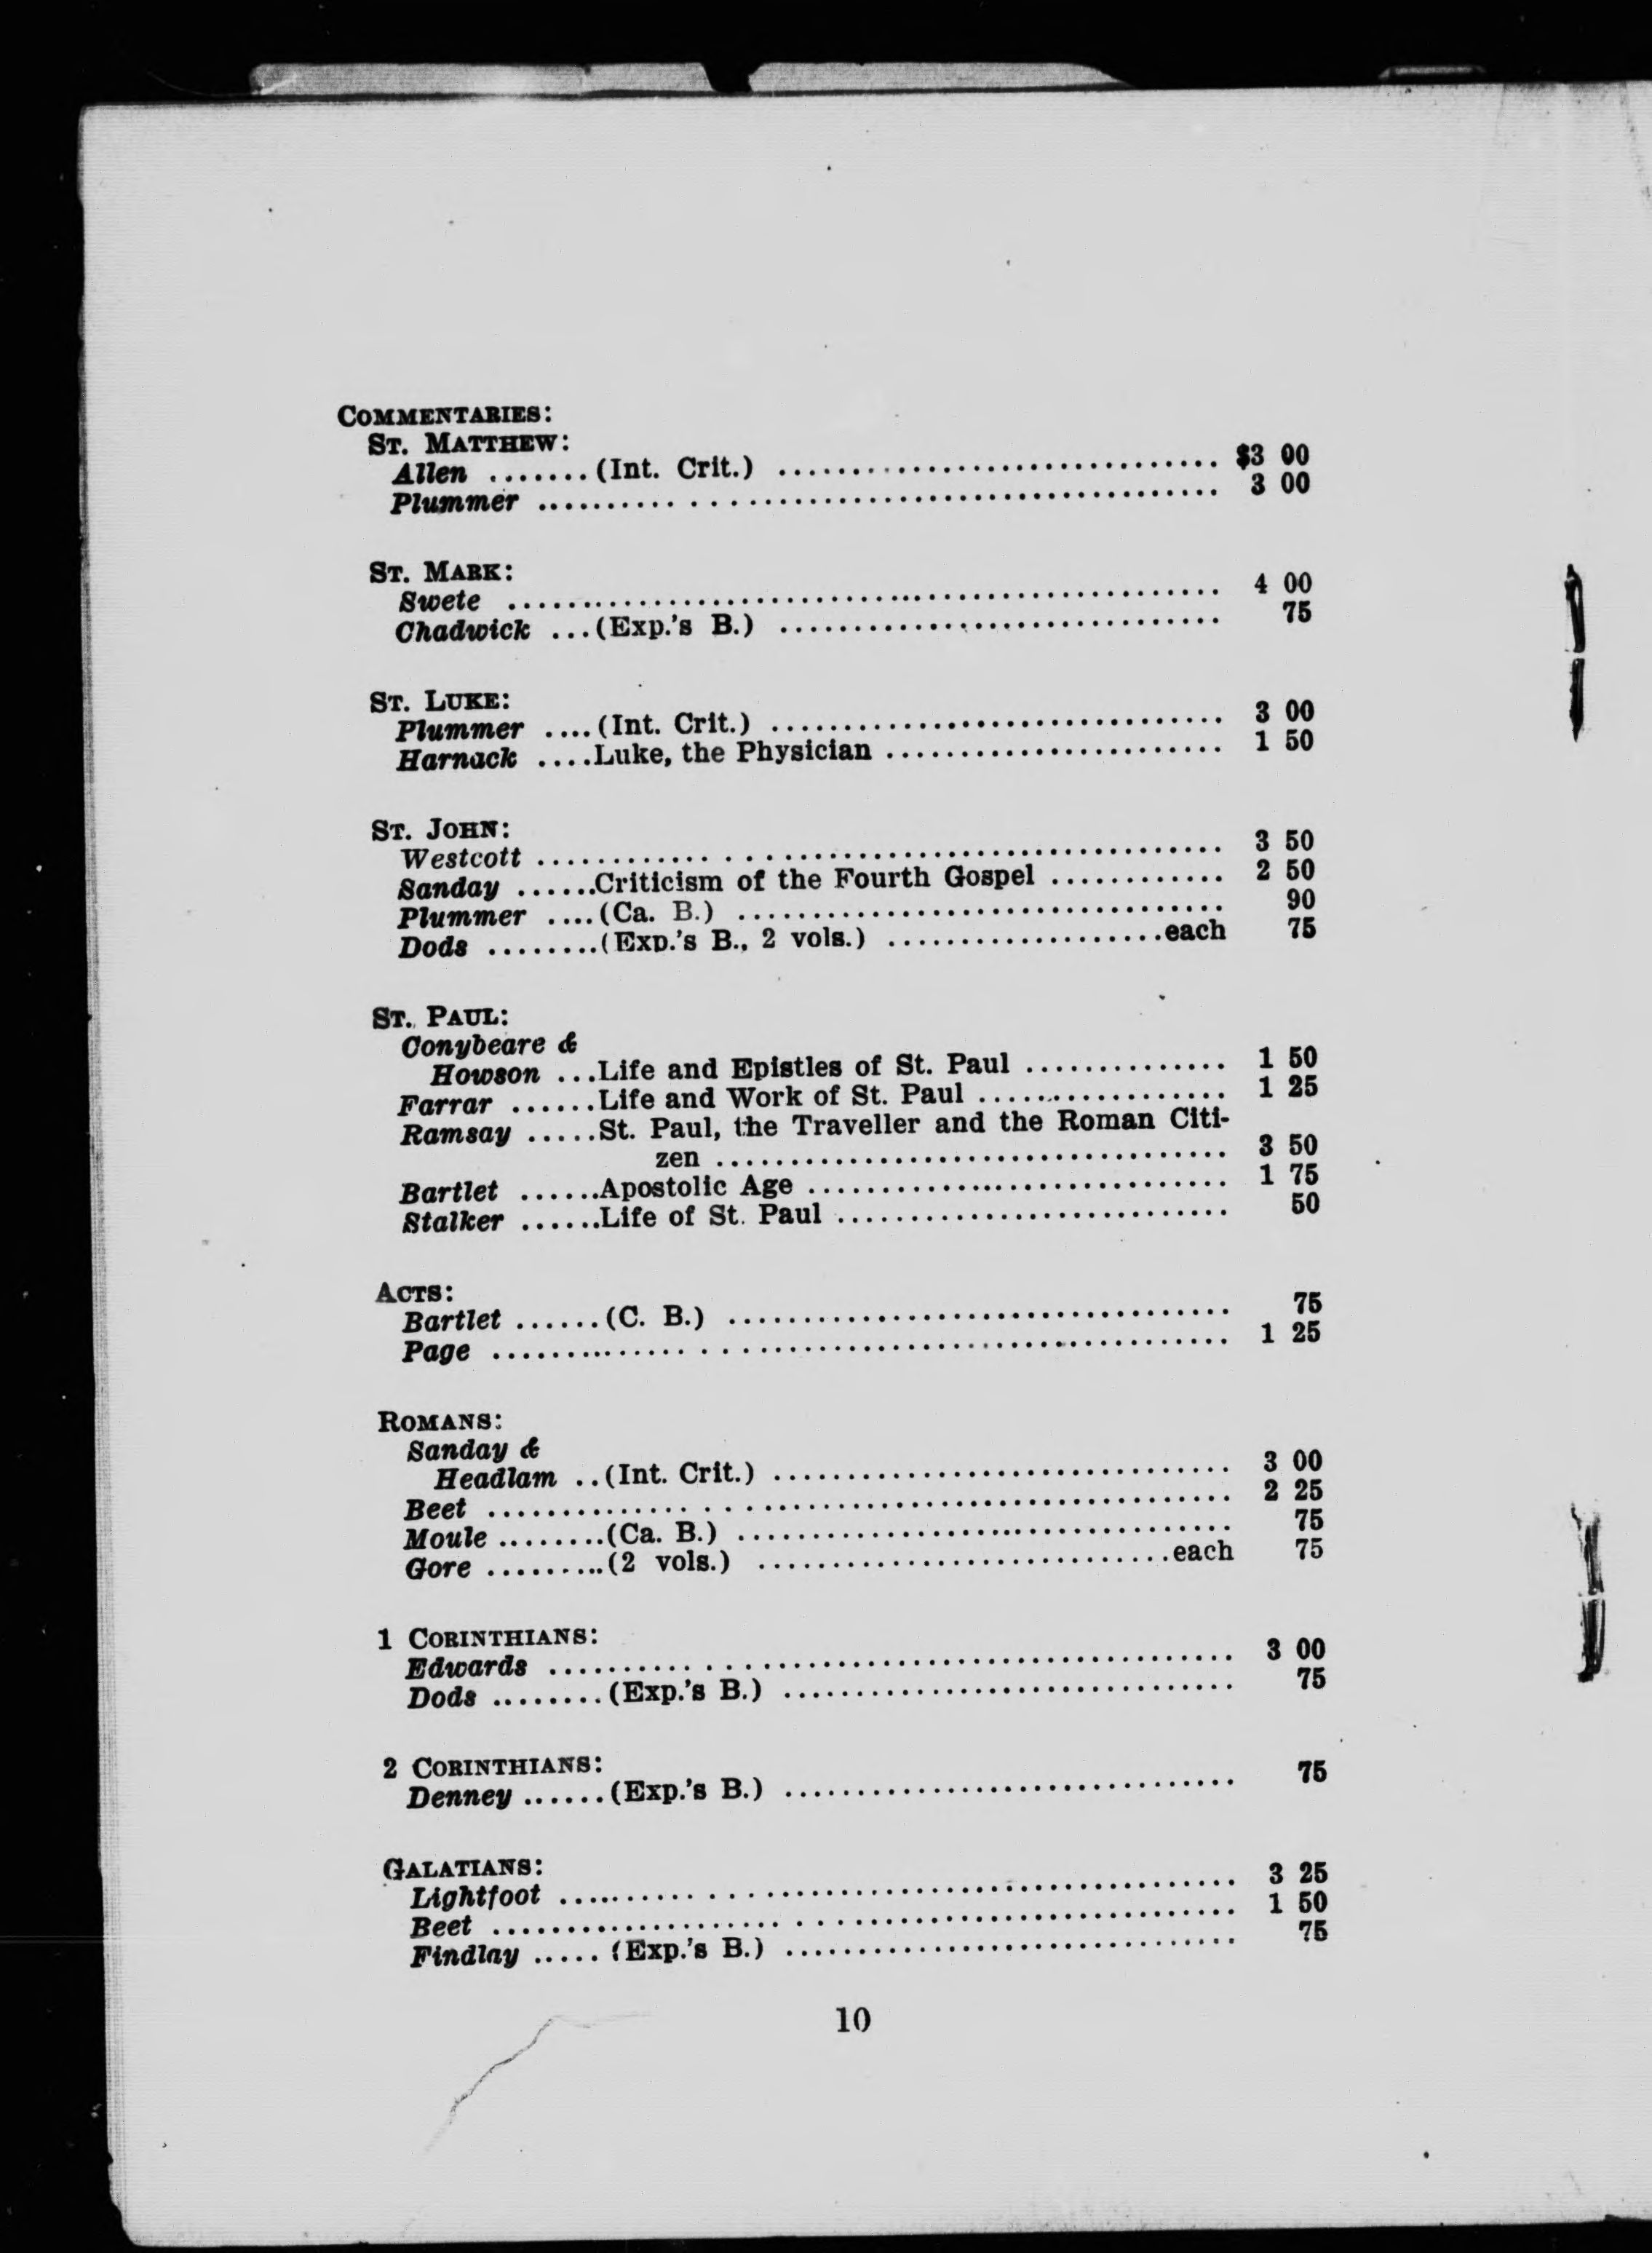 COMMENTARIES:
ST. MATTHEW:
Allen .......(Int. Crit.) .............................. $3 00
Plummer .............................................. 3 00
ST. MARK:
Swete ................................................ 4 00
Chadwick ...(Exp.'s B.) .............................. 75
ST. LUKE:
Plummer ....(Int. Crit.) .............................. 3 00
Harnack ....Luke, the Physician ....................... 1 50
ST. JOHN:
Westcott .............................................. 3 50
Sanday ......Criticism of the Fourth Gospel ............ 2 50
Plummer ....(Ca. B.) ................................. 90
Dods ........(Exp.'s B., 2 vols.) ...................each 75
ST. PAUL:
Conybeare &
Howson ...Life and Epistles of St. Paul .............. 1 50
Farrar ......Life and Work of St. Paul ................. 1 25
Ramsay .....St. Paul, the Traveller and the Roman Citi-
zen ................................... 3 50
Bartlet ......Apostolic Age ............................. 1 75
Stalker ......Life of St. Paul ........................... 50
ACTS:
Bartlet ......(C. B.) .................................. 75
Page .................................................. 1 25
ROMANS:
Sanday &
Headlam ..(Int. Crit.) ............................... 3 00
Beet .................................................. 2 25
Moule ........(Ca. B.) .................................. 75
Gore .........(2 vols.) ............................each 75
1 CORINTHIANS:
Edwards ............................................... 3 00
Dods ........(Exp.'s B.) ............................... 75
2 CORINTHIANS:
Denney ......(Exp.'s B.) ............................... 75
GALATIANS:
Lightfoot .............................................. 3 25
Beet .................................................. 1 50
Findlay .....(Exp.'s B.) ............................... 75
10